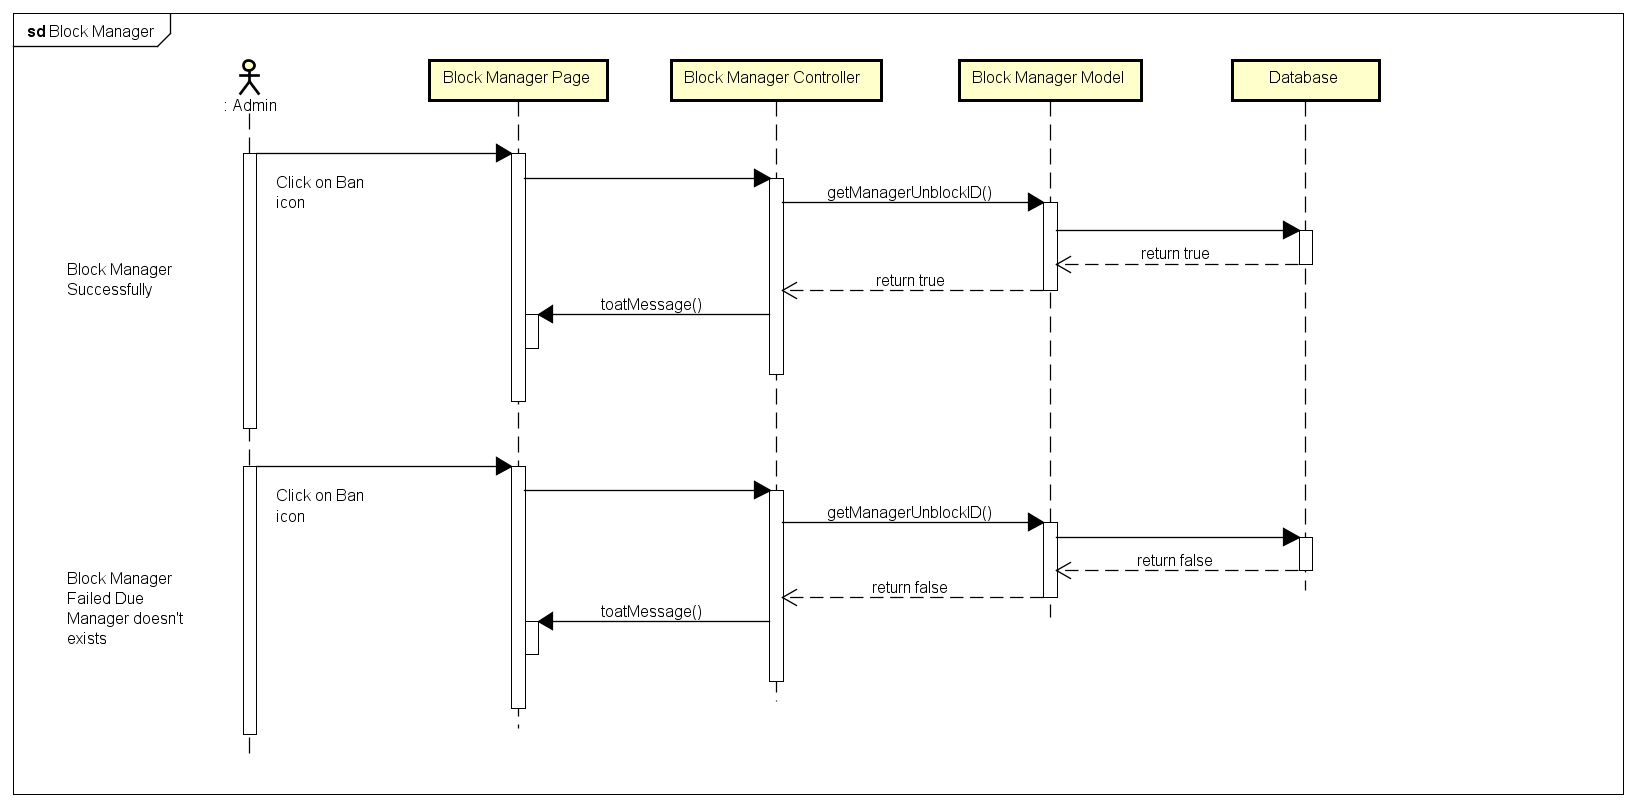 sd Block Manager
: Admin
Block Manager Page
Block Manager Controller
Block Manager Model
Database
Click on Ban
icon
getManagerUnblockID()
return true
Block Manager
Successfully
return true
toatMessage()
Click on Ban
icon
getManagerUnblockID()
return false
Block Manager
Failed Due
Manager doesn't
exists
return false
toatMessage()